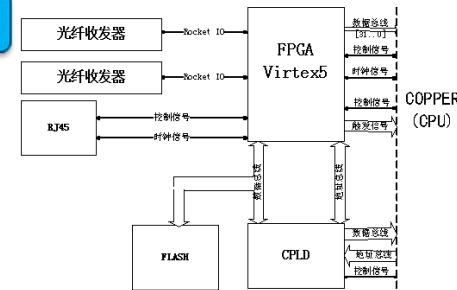 光纤收发器
Rocket IO
FPGA
Virtex5
数据总线
[31..0]
控制信号
时钟信号
光纤收发器
Rocket IO
控制信号
触发信号
COPPER
(CPU)
RJ45
控制信号
时钟信号
数据总线
地址总线
FLASH
CPLD
数据总线
地址总线
控制信号